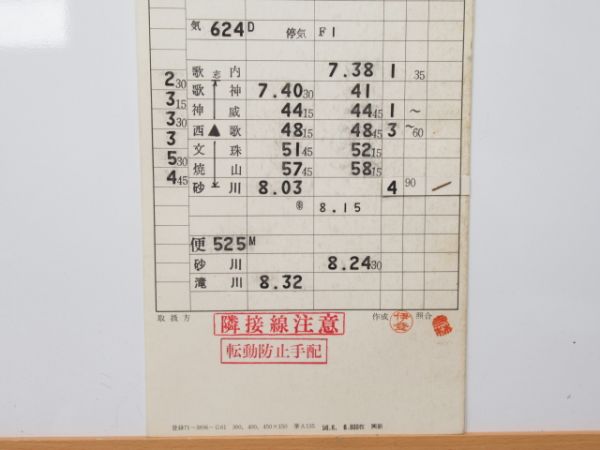 気 624D 停気 F1
歌志内 7.38 1 35
2 30 歌神 7.40 30 41
3 15 神威 44 15 44 45 1 〜
3 30 西▲歌 48 15 48 45 3 〜60
3 文珠 51 45 52 15
5 30 焼山 57 45 58 15
4 45 砂川 8.03 4 90
8.15
便 525M
砂川 8.24 30
滝川 8.32
取扱方 作成 照合
隣接線注意
転動防止手配